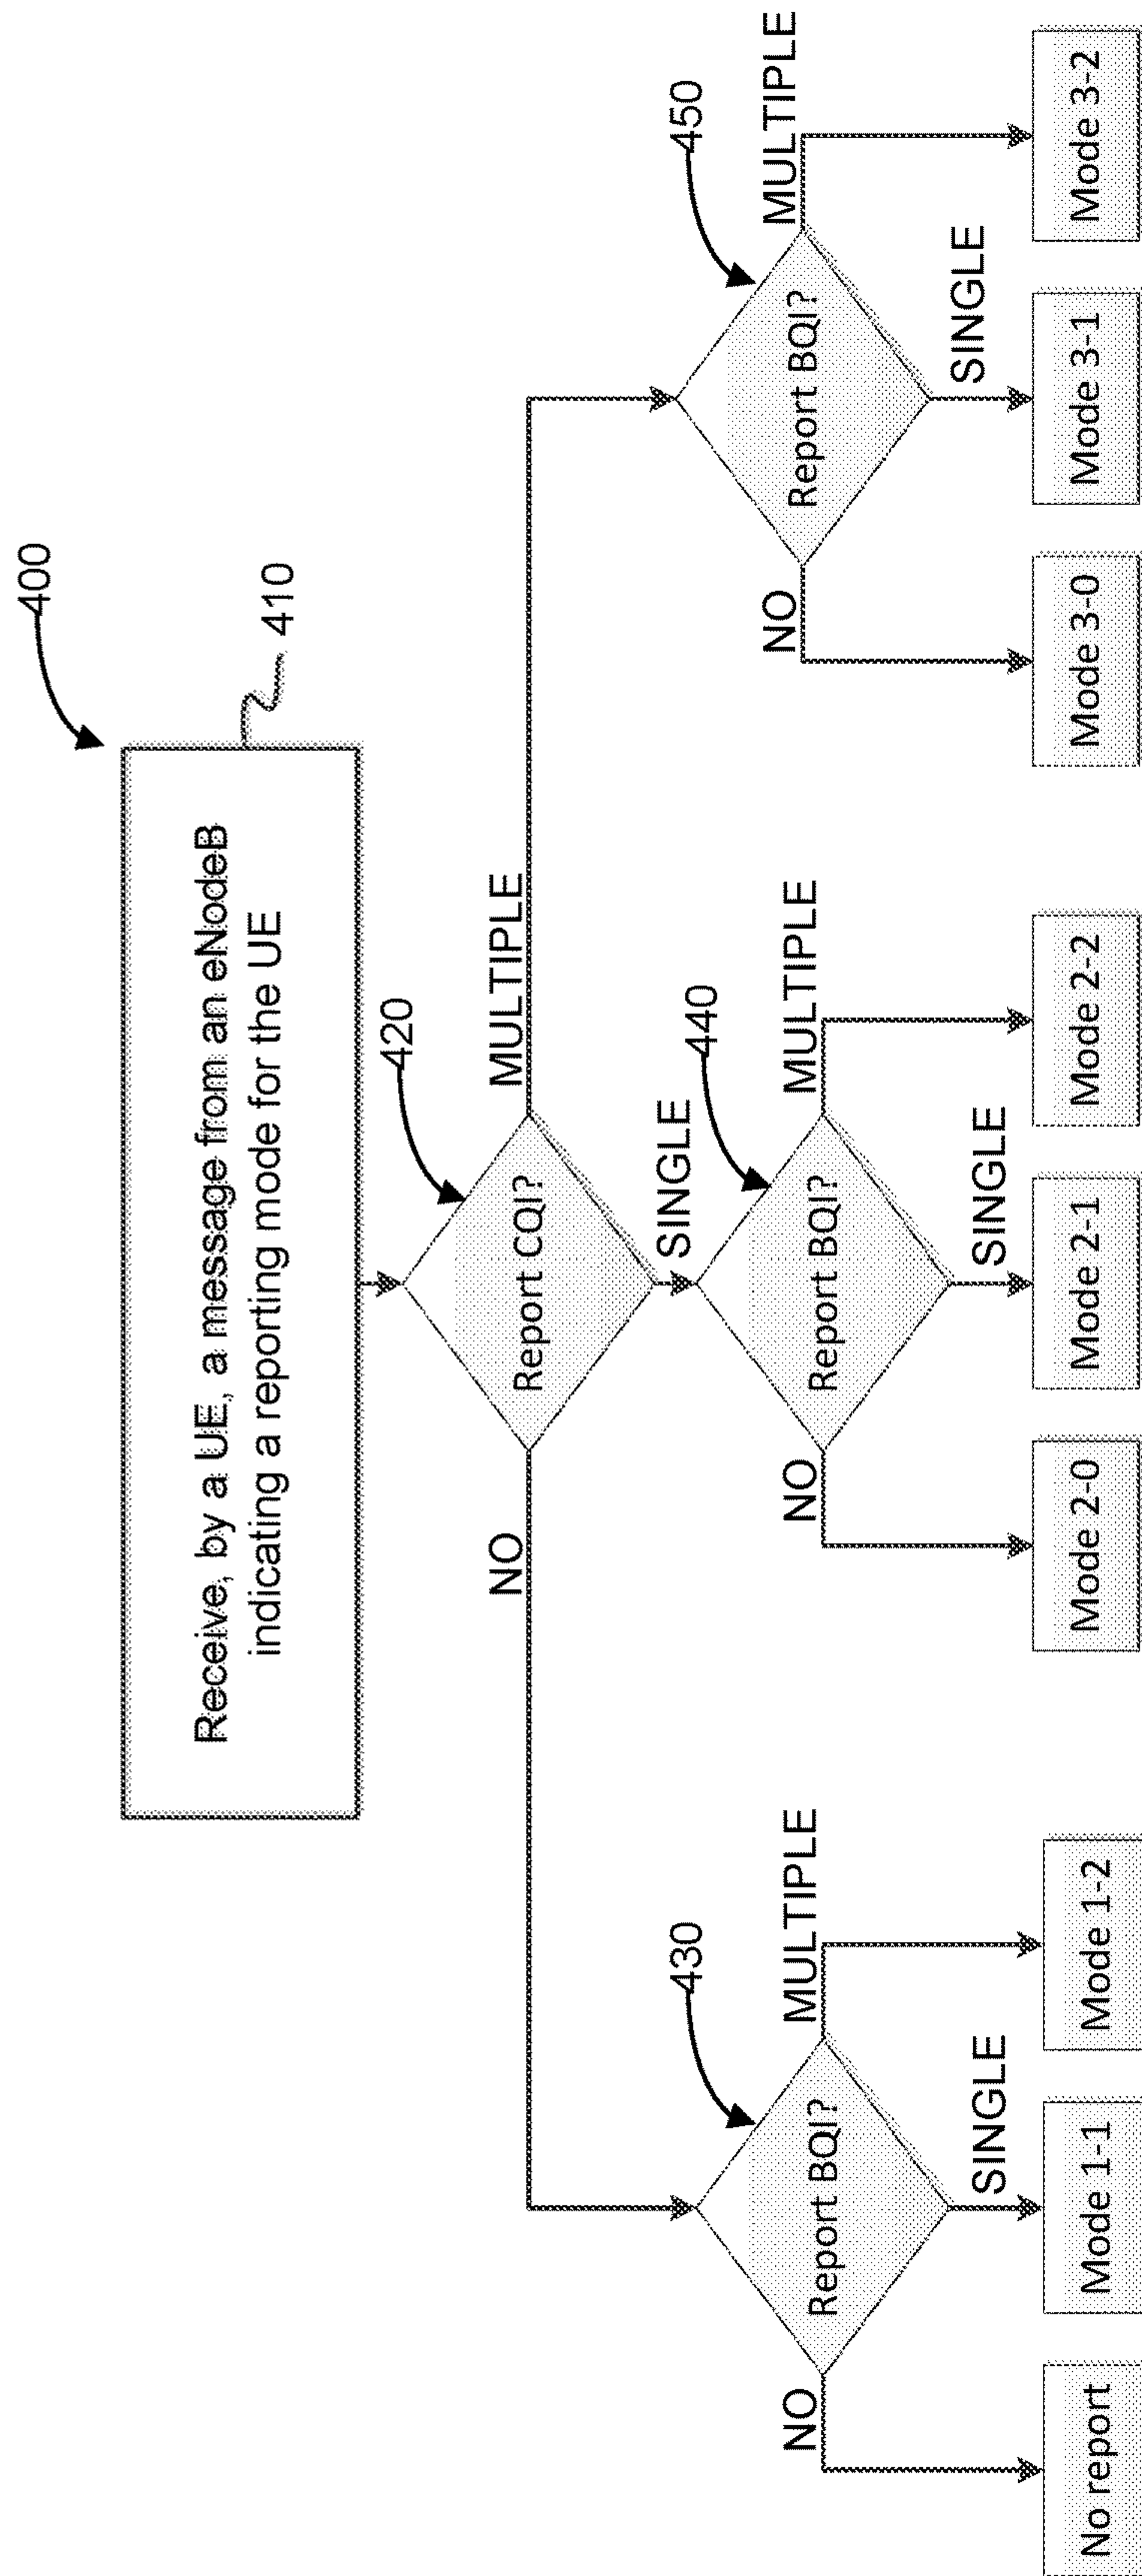 400
410
Receive, by a UE, a message from an eNodeB
indicating a reporting mode for the UE
420
Report CQI?
NO
SINGLE
MULTIPLE
430
Report BQI?
NO
SINGLE
MULTIPLE
440
Report BQI?
NO
SINGLE
MULTIPLE
450
Report BQI?
NO
SINGLE
MULTIPLE
No report
Mode 1-1
Mode 1-2
Mode 2-0
Mode 2-1
Mode 2-2
Mode 3-0
Mode 3-1
Mode 3-2